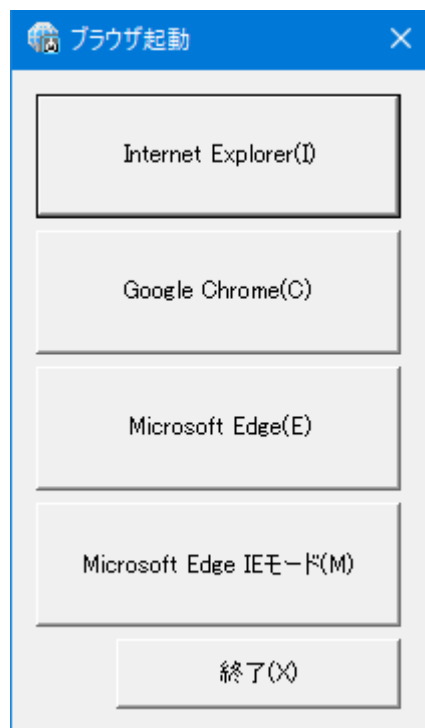 ブラウザ起動
Internet Explorer(I)
Google Chrome(C)
Microsoft Edge(E)
Microsoft Edge IEモード(M)
終了(X)